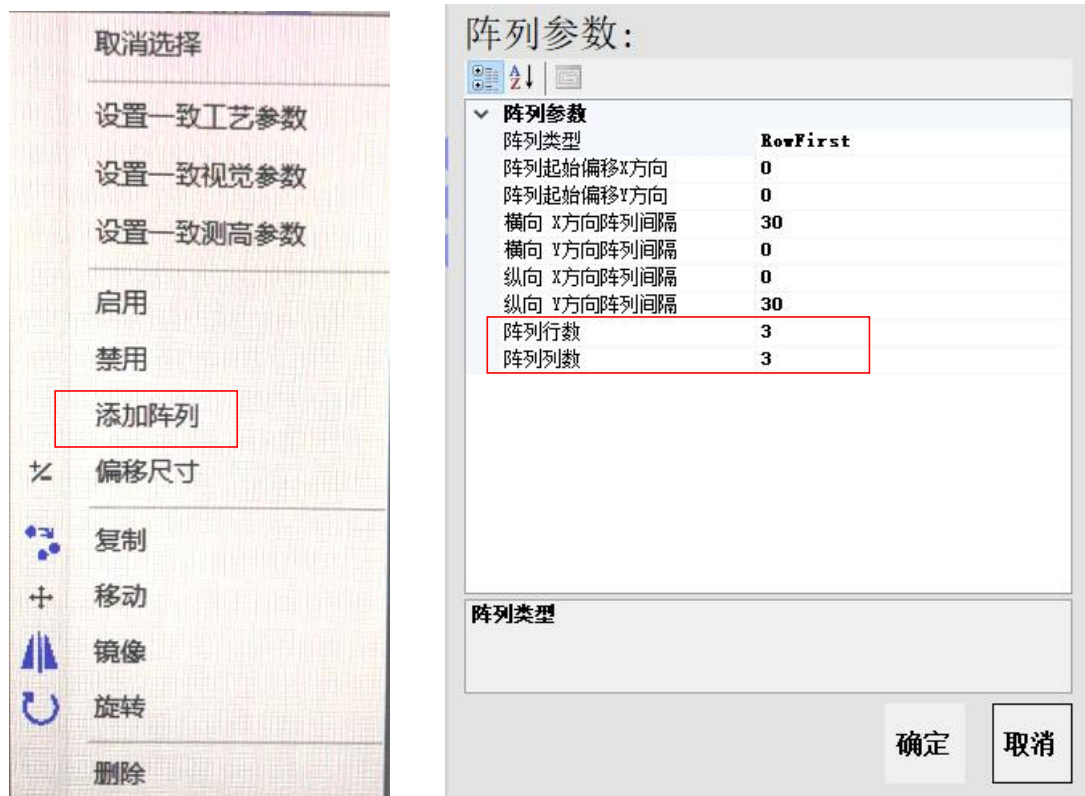 取消选择
设置一致工艺参数
设置一致视觉参数
设置一致测高参数
启用
禁用
添加阵列
偏移尺寸
复制
移动
镜像
旋转
删除
阵列参数:
阵列参数
阵列类型 RowFirst
阵列起始偏移X方向 0
阵列起始偏移Y方向 0
横向 X方向阵列间隔 30
横向 Y方向阵列间隔 0
纵向 X方向阵列间隔 0
纵向 Y方向阵列间隔 30
阵列行数 3
阵列列数 3
阵列类型
确定 取消